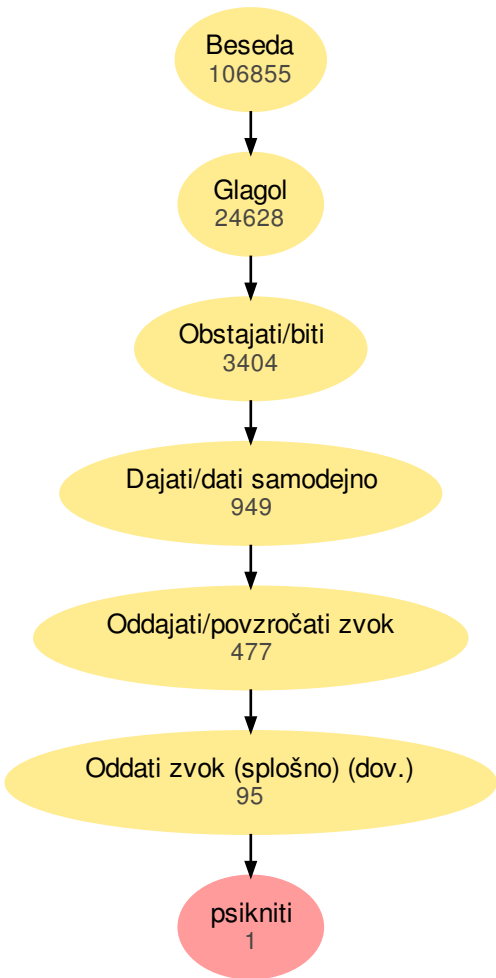 Beseda
106855
Glagol
24628
Obstajati/biti
3404
Dajati/dati samodejno
949
Oddajati/povzročati zvok
477
Oddati zvok (splošno) (dov.)
95
psikniti
1